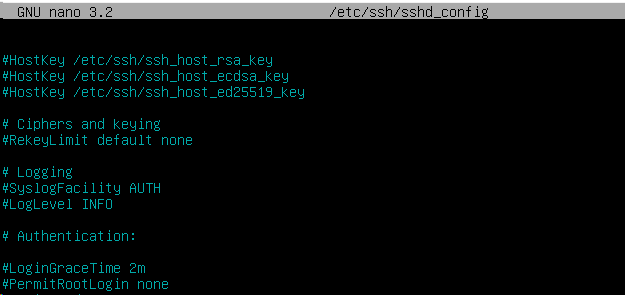 GNU nano 3.2 /etc/ssh/sshd_config
#HostKey /etc/ssh/ssh_host_rsa_key
#HostKey /etc/ssh/ssh_host_ecdsa_key
#HostKey /etc/ssh/ssh_host_ed25519_key
# Ciphers and keying
#RekeyLimit default none
# Logging
#SyslogFacility AUTH
#LogLevel INFO
# Authentication:
#LoginGraceTime 2m
#PermitRootLogin none